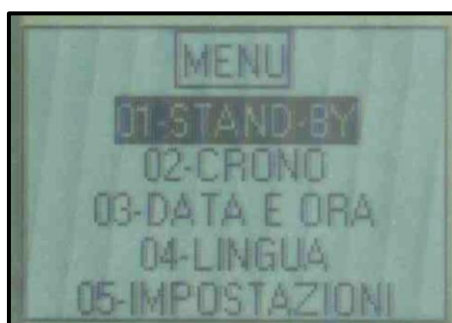 MENU
01-STAND-BY
02-CRONO
03-DATA E ORA
04-LINGUA
05-IMPOSTAZIONI